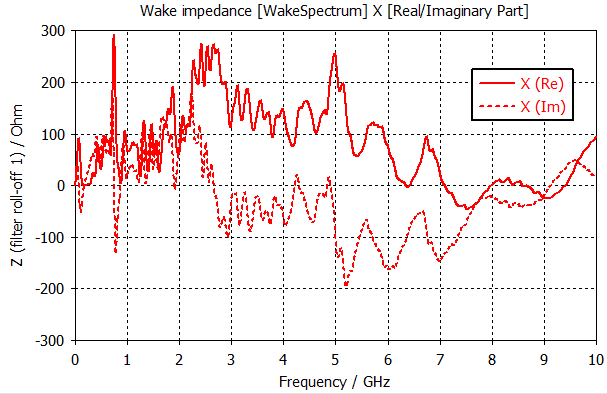 Wake impedance [WakeSpectrum] X [Real/Imaginary Part]
300
200
100
0
-100
-200
-300
Z (filter roll-off 1) / Ohm
X (Re)
X (Im)
0 1 2 3 4 5 6 7 8 9 10
Frequency / GHz